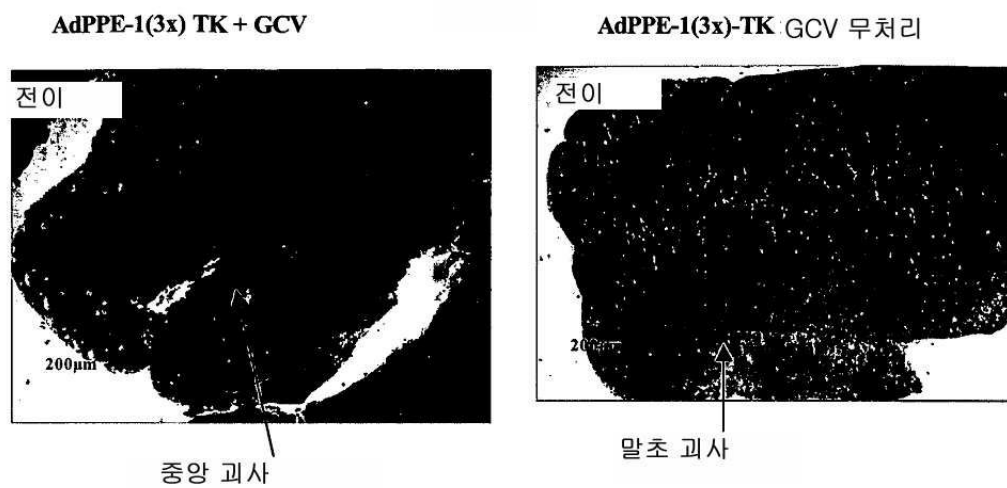 AdPPE-1(3x) TK + GCV
AdPPE-1(3x)-TK :GCV 무처리
전이
전이
200μm
200μm
중앙 괴사
말초 괴사